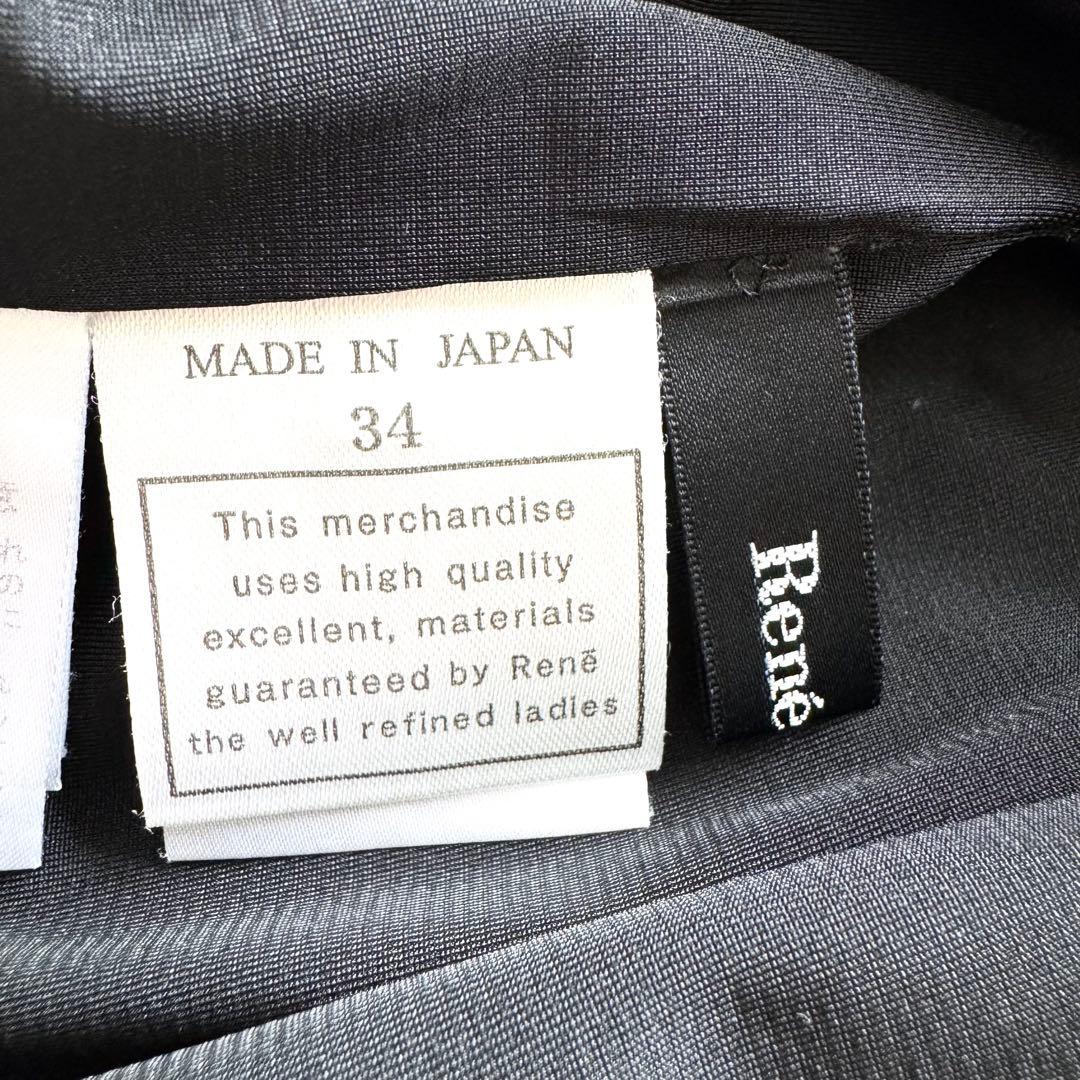 MADE IN JAPAN
34
This merchandise
uses high quality
excellent, materials
guaranteed by Renē
the well refined ladies
René